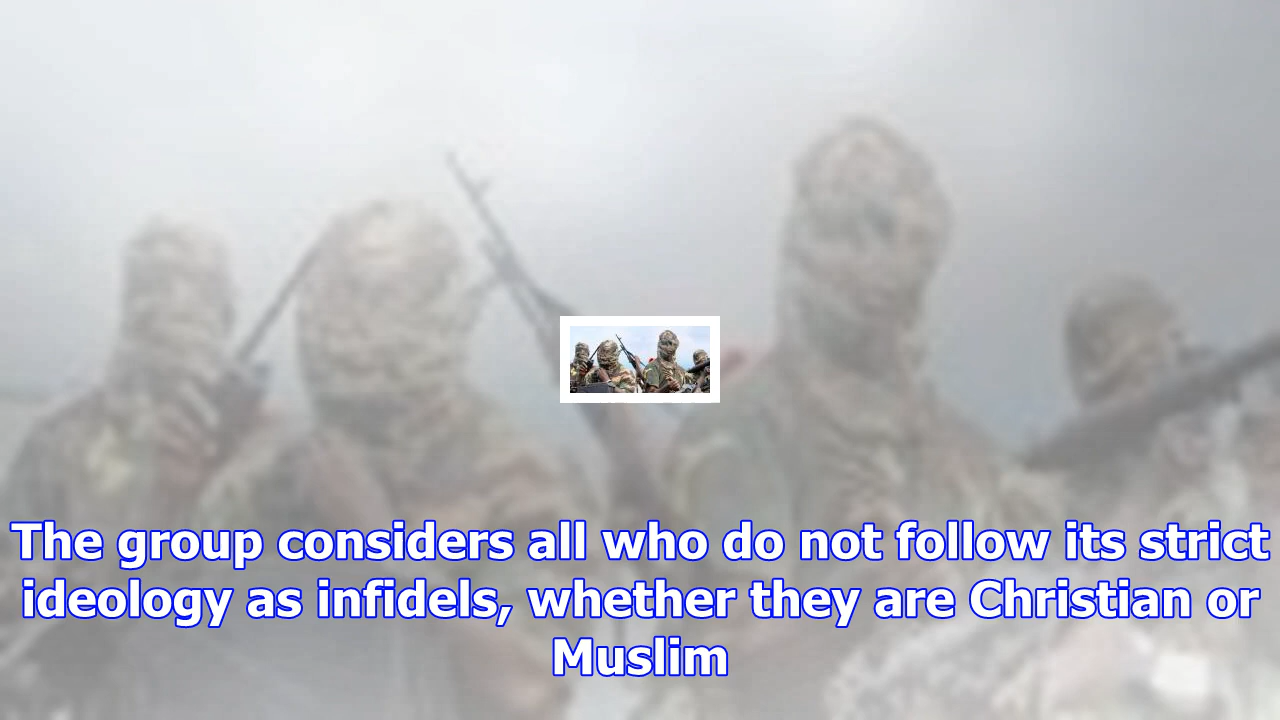 The group considers all who do not follow its strict
ideology as infidels, whether they are Christian or
Muslim